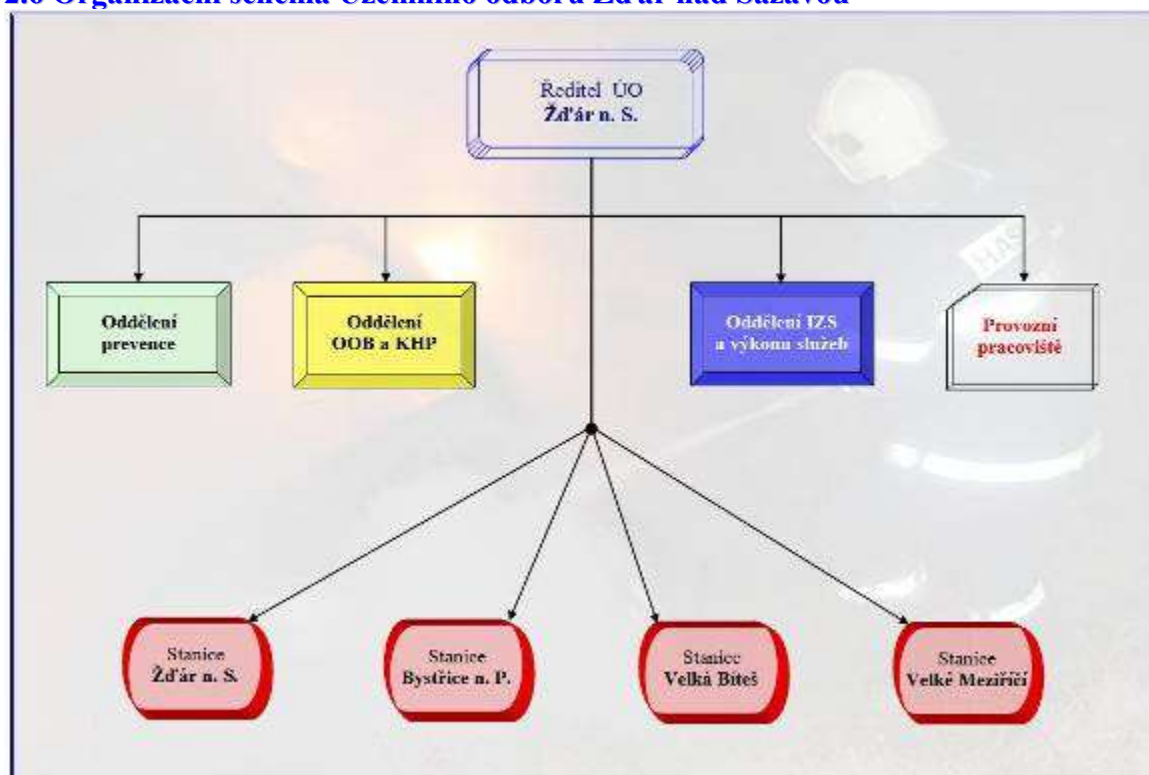 2.6 Organizační schéma Územního odboru Žďár nad Sázavou
Ředitel ÚO
Žďár n. S.
HAS
Oddělení
prevence
Oddělení
OOB a KHP
Oddělení IZS
a výkonu služeb
Provozní
pracoviště
Stanice
Žďár n. S.
Stanice
Bystřice n. P.
Stanice
Velká Bíteš
Stanice
Velké Meziříčí